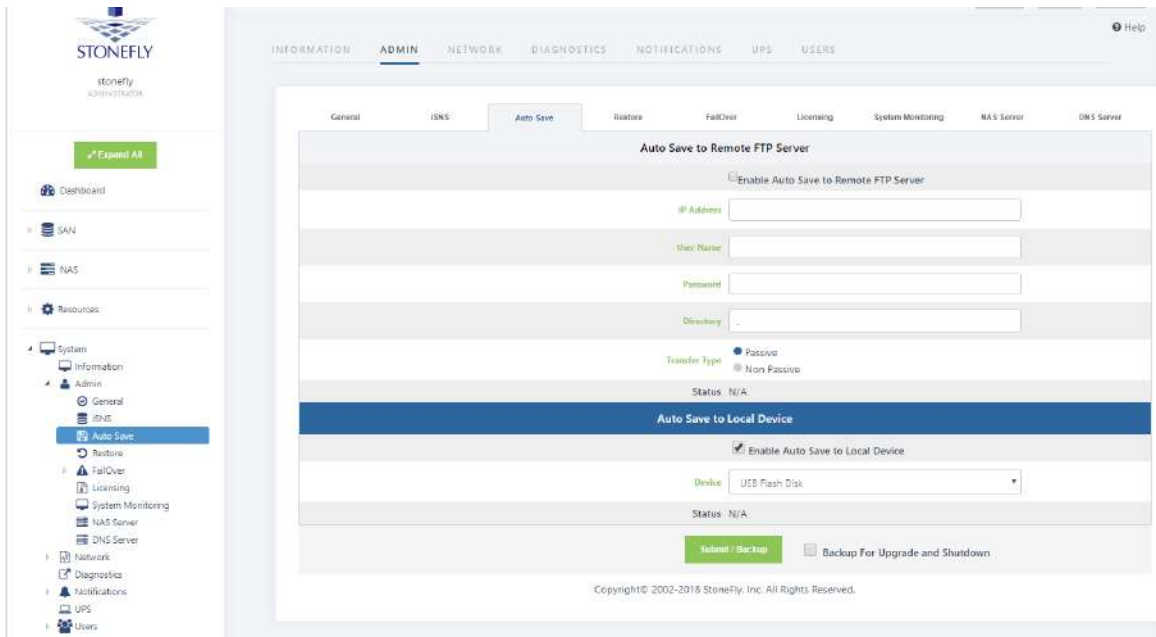 STONEFLY
stonefly
ADMINISTRATOR
Expand All
Dashboard
SAN
NAS
Resources
System
Information
Admin
General
iSNS
Auto Save
Restore
FailOver
Licensing
System Monitoring
NAS Server
DNS Server
Network
Diagnostics
Notifications
UPS
Users
Help
INFORMATION ADMIN NETWORK DIAGNOSTICS NOTIFICATIONS UPS USERS
General iSNS Auto Save Restore FailOver Licensing System Monitoring NAS Server DNS Server
Auto Save to Remote FTP Server
Enable Auto Save to Remote FTP Server
IP Address
User Name
Password
Directory .
Transfer Type Passive
Non Passive
Status N/A
Auto Save to Local Device
Enable Auto Save to Local Device
Device USB Flash Disk
Status N/A
Submit / Backup Backup For Upgrade and Shutdown
Copyright© 2002-2018 StoneFly, Inc. All Rights Reserved.